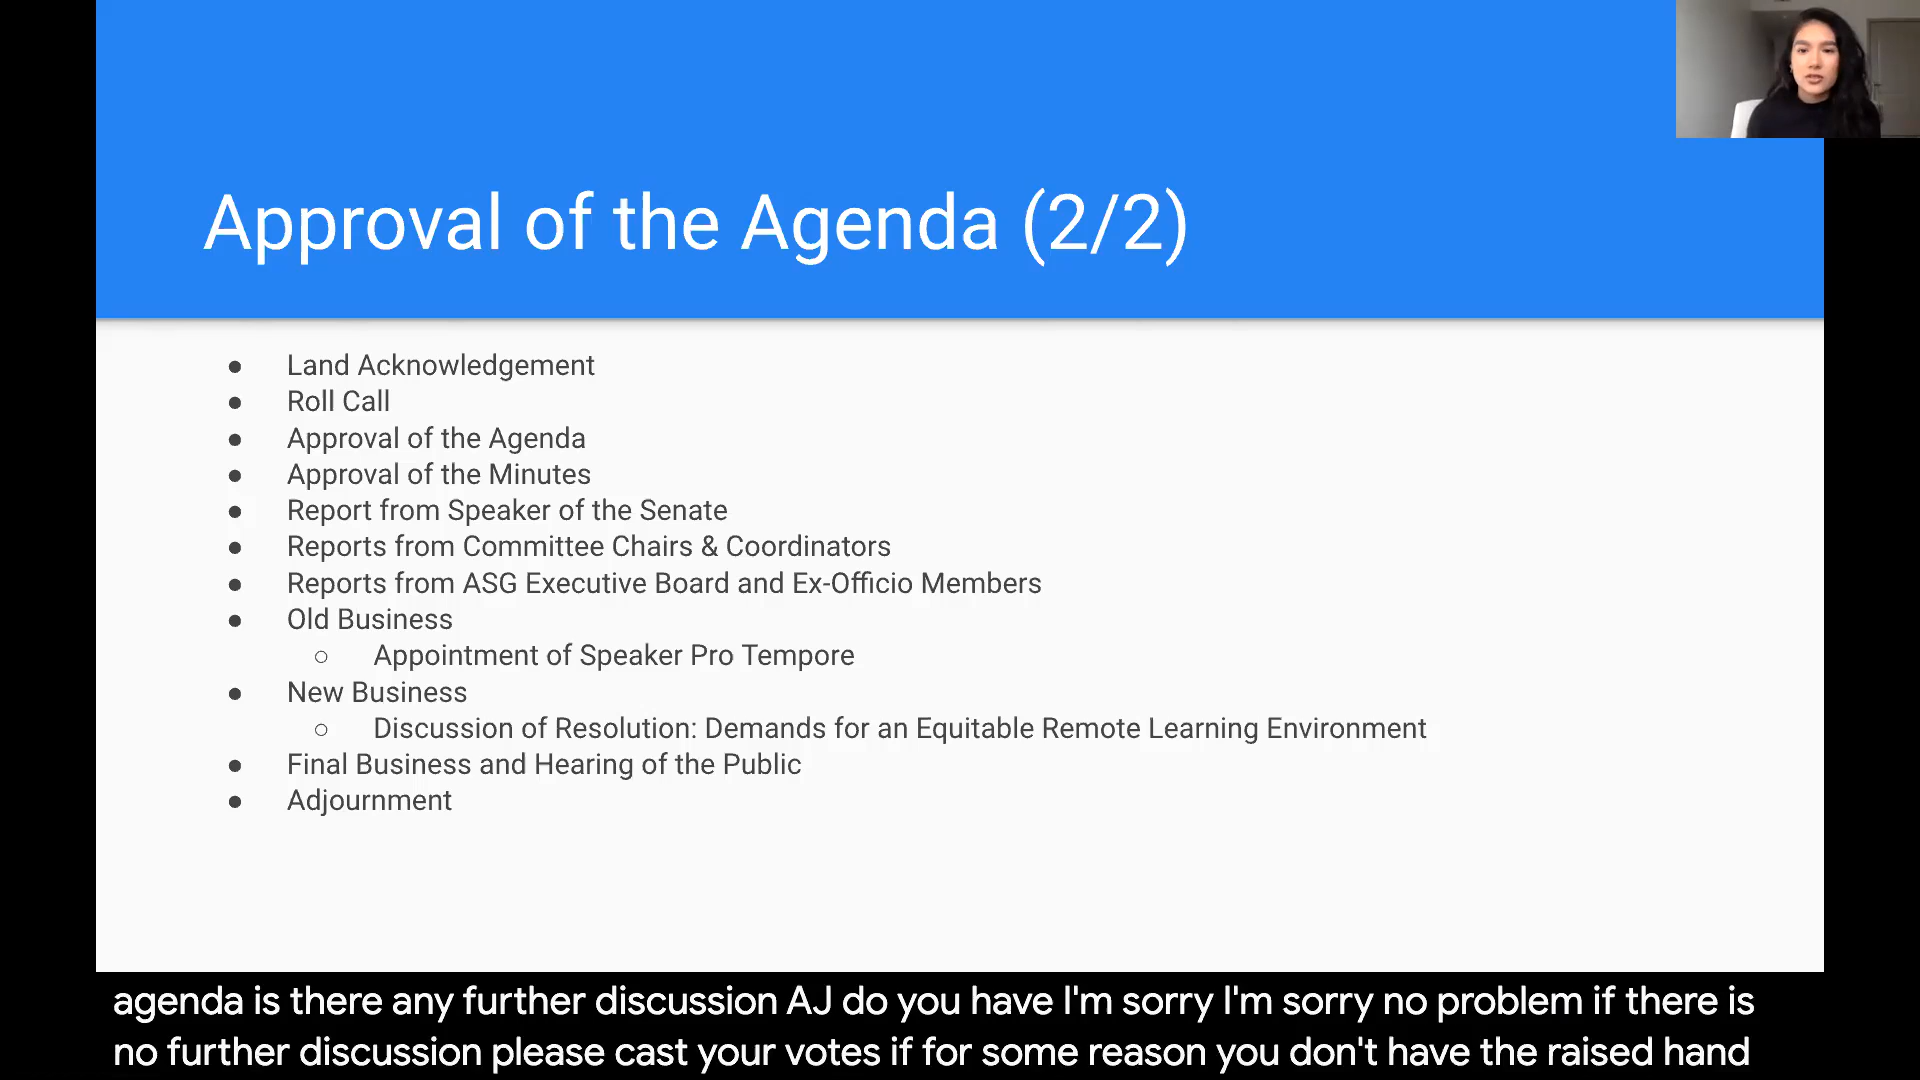 Approval of the Agenda (2/2)
● Land Acknowledgement
● Roll Call
● Approval of the Agenda
● Approval of the Minutes
● Report from Speaker of the Senate
● Reports from Committee Chairs & Coordinators
● Reports from ASG Executive Board and Ex-Officio Members
● Old Business
○ Appointment of Speaker Pro Tempore
● New Business
○ Discussion of Resolution: Demands for an Equitable Remote Learning Environment
● Final Business and Hearing of the Public
● Adjournment
agenda is there any further discussion AJ do you have I'm sorry I'm sorry no problem if there is
no further discussion please cast your votes if for some reason you don't have the raised hand